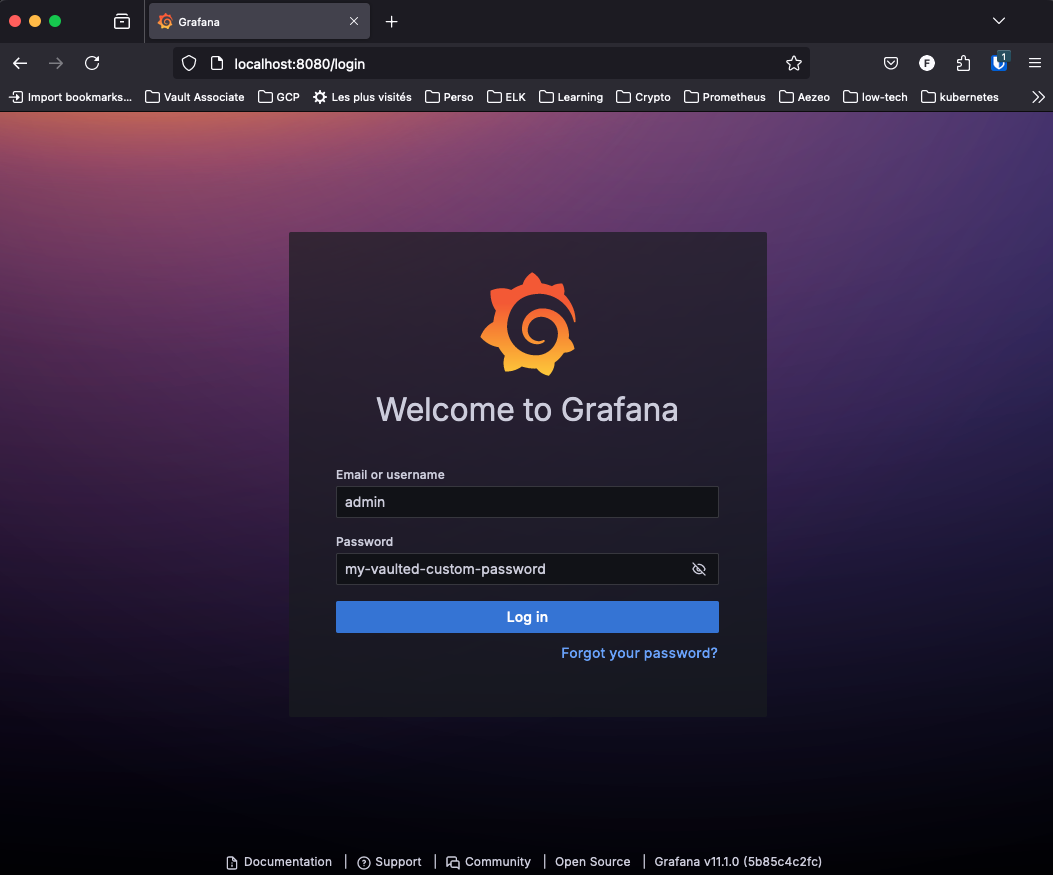 Grafana
localhost:8080/login
F
1
Import bookmarks... Vault Associate GCP Les plus visités Perso ELK Learning Crypto Prometheus Aezeo low-tech kubernetes
Welcome to Grafana
Email or username
admin
Password
my-vaulted-custom-password
Log in
Forgot your password?
Documentation | Support | Community | Open Source | Grafana v11.1.0 (5b85c4c2fc)